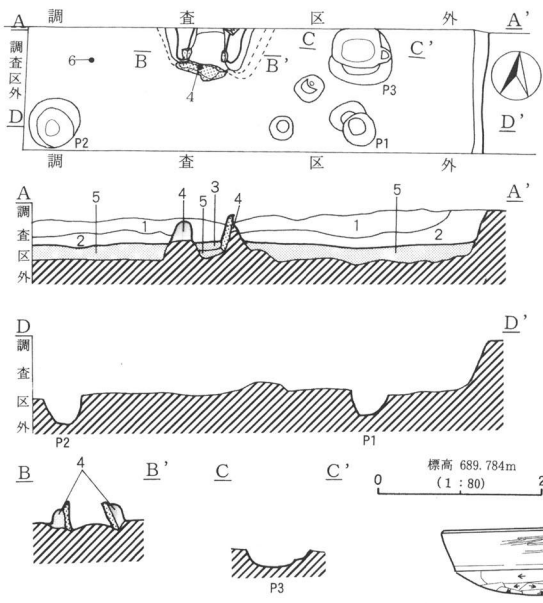 A 調 査 区 外 A'
調査区外
6
B B'
4
C C'
P3
D D'
P2 P1
調 査 区 外
A 5 4 5 3 4 5 A'
調査区外
1 1
2 2
D D'
調査区外
P2 P1
B 4 B' C C'
標高 689.784m
0 (1:80) 2
P3